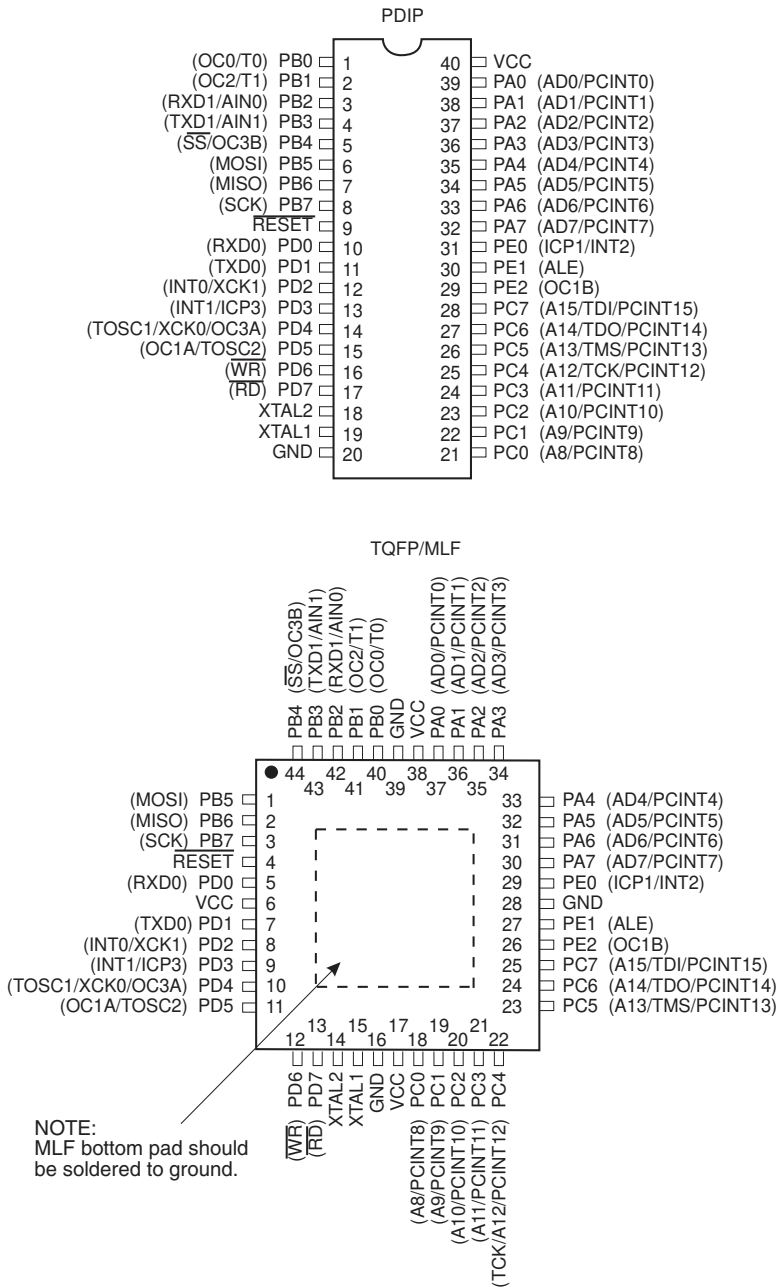 PDIP
(OC0/T0) PB0 1 40 VCC
(OC2/T1) PB1 2 39 PA0 (AD0/PCINT0)
(RXD1/AIN0) PB2 3 38 PA1 (AD1/PCINT1)
(TXD1/AIN1) PB3 4 37 PA2 (AD2/PCINT2)
(SS/OC3B) PB4 5 36 PA3 (AD3/PCINT3)
(MOSI) PB5 6 35 PA4 (AD4/PCINT4)
(MISO) PB6 7 34 PA5 (AD5/PCINT5)
(SCK) PB7 8 33 PA6 (AD6/PCINT6)
RESET 9 32 PA7 (AD7/PCINT7)
(RXD0) PD0 10 31 PE0 (ICP1/INT2)
(TXD0) PD1 11 30 PE1 (ALE)
(INT0/XCK1) PD2 12 29 PE2 (OC1B)
(INT1/ICP3) PD3 13 28 PC7 (A15/TDI/PCINT15)
(TOSC1/XCK0/OC3A) PD4 14 27 PC6 (A14/TDO/PCINT14)
(OC1A/TOSC2) PD5 15 26 PC5 (A13/TMS/PCINT13)
(WR) PD6 16 25 PC4 (A12/TCK/PCINT12)
(RD) PD7 17 24 PC3 (A11/PCINT11)
XTAL2 18 23 PC2 (A10/PCINT10)
XTAL1 19 22 PC1 (A9/PCINT9)
GND 20 21 PC0 (A8/PCINT8)
TQFP/MLF
PB4 (SS/OC3B)
PB3 (TXD1/AIN1)
PB2 (RXD1/AIN0)
PB1 (OC2/T1)
PB0 (OC0/T0)
GND
VCC
PA0 (AD0/PCINT0)
PA1 (AD1/PCINT1)
PA2 (AD2/PCINT2)
PA3 (AD3/PCINT3)
44 42 40 38 36 34
43 41 39 37 35
(MOSI) PB5 1 33 PA4 (AD4/PCINT4)
(MISO) PB6 2 32 PA5 (AD5/PCINT5)
(SCK) PB7 3 31 PA6 (AD6/PCINT6)
RESET 4 30 PA7 (AD7/PCINT7)
(RXD0) PD0 5 29 PE0 (ICP1/INT2)
VCC 6 28 GND
(TXD0) PD1 7 27 PE1 (ALE)
(INT0/XCK1) PD2 8 26 PE2 (OC1B)
(INT1/ICP3) PD3 9 25 PC7 (A15/TDI/PCINT15)
(TOSC1/XCK0/OC3A) PD4 10 24 PC6 (A14/TDO/PCINT14)
(OC1A/TOSC2) PD5 11 23 PC5 (A13/TMS/PCINT13)
13 15 17 19 21
12 14 16 18 20 22
(WR) PD6
(RD) PD7
XTAL2
XTAL1
GND
VCC
(A8/PCINT8) PC0
(A9/PCINT9) PC1
(A10/PCINT10) PC2
(A11/PCINT11) PC3
(TCK/A12/PCINT12) PC4
NOTE:
MLF bottom pad should
be soldered to ground.